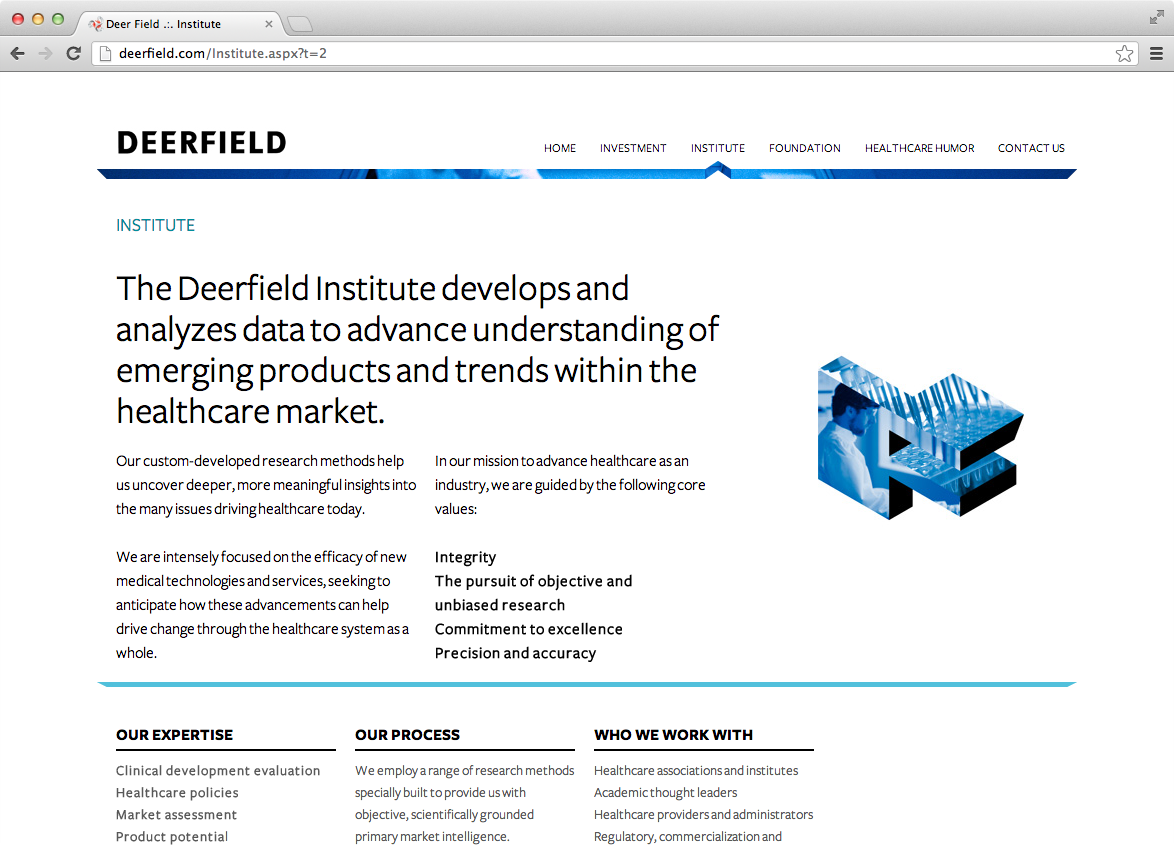 Deer Field .:. Institute
deerfield.com/Institute.aspx?t=2
DEERFIELD
HOME INVESTMENT INSTITUTE FOUNDATION HEALTHCARE HUMOR CONTACT US
INSTITUTE
The Deerfield Institute develops and
analyzes data to advance understanding of
emerging products and trends within the
healthcare market.
Our custom-developed research methods help
us uncover deeper, more meaningful insights into
the many issues driving healthcare today.
We are intensely focused on the efficacy of new
medical technologies and services, seeking to
anticipate how these advancements can help
drive change through the healthcare system as a
whole.
In our mission to advance healthcare as an
industry, we are guided by the following core
values:
Integrity
The pursuit of objective and
unbiased research
Commitment to excellence
Precision and accuracy
OUR EXPERTISE
Clinical development evaluation
Healthcare policies
Market assessment
Product potential
OUR PROCESS
We employ a range of research methods
specially built to provide us with
objective, scientifically grounded
primary market intelligence.
WHO WE WORK WITH
Healthcare associations and institutes
Academic thought leaders
Healthcare providers and administrators
Regulatory, commercialization and